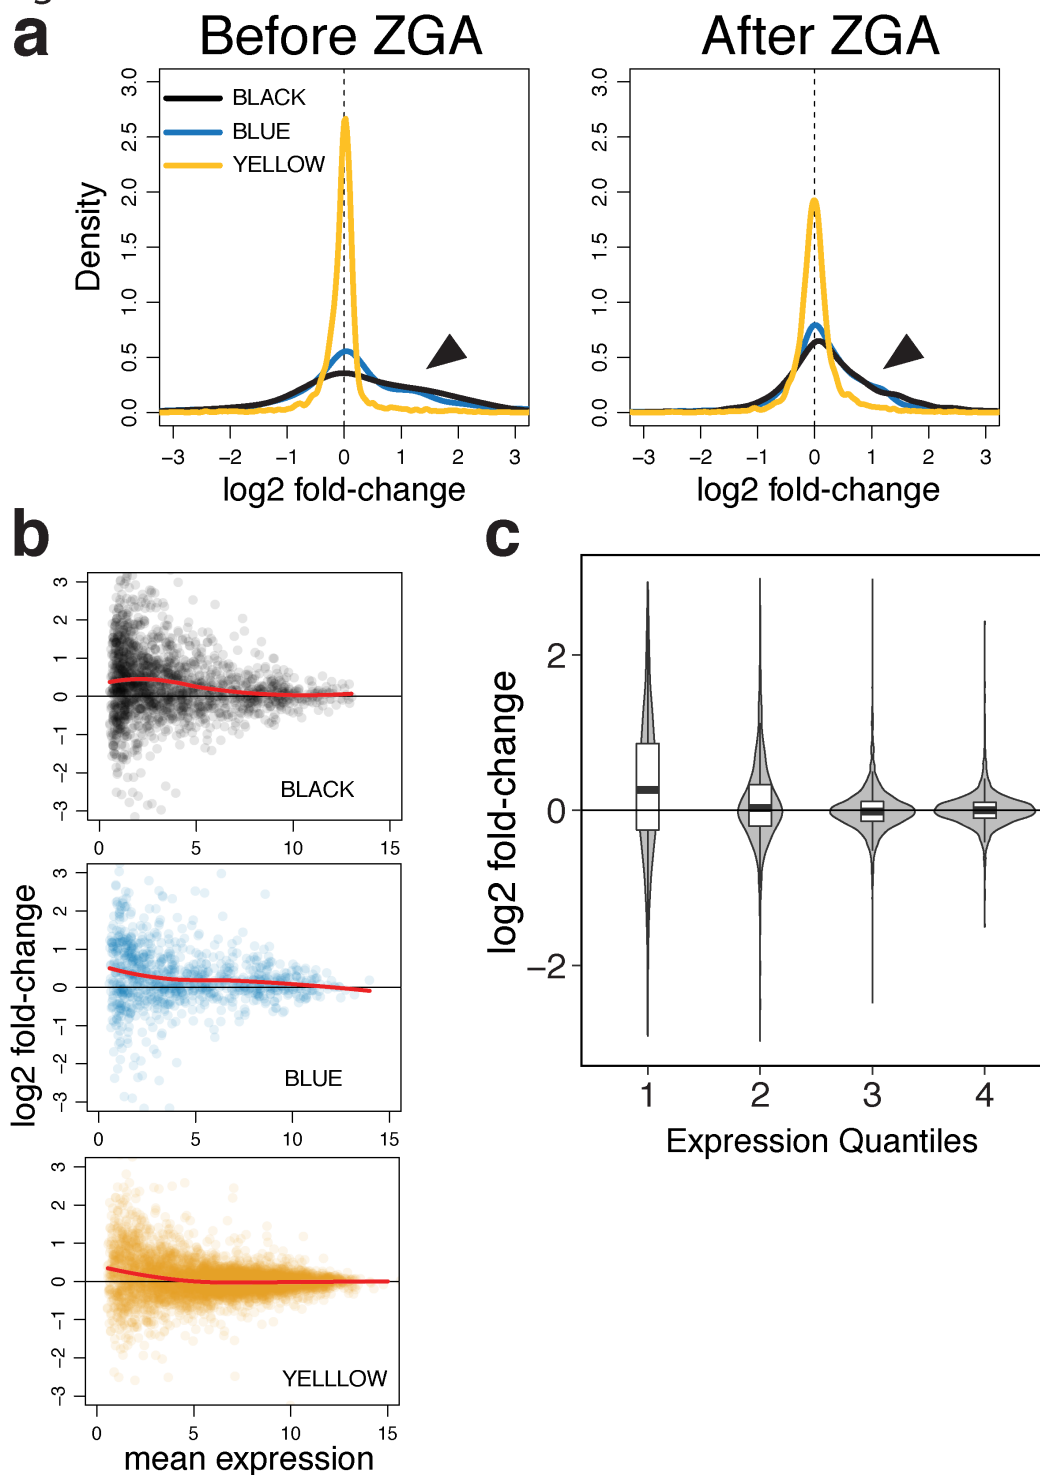 a
Before ZGA
After ZGA
BLACK
BLUE
YELLOW
Density
0.0 0.5 1.0 1.5 2.0 2.5 3.0
−3 −2 −1 0 1 2 3
log2 fold-change
0.0 0.5 1.0 1.5 2.0 2.5 3.0
−3 −2 −1 0 1 2 3
log2 fold-change
b
3
2
1
0
−1
−2
−3
BLACK
0 5 10 15
log2 fold-change
3
2
1
0
−1
−2
−3
BLUE
0 5 10 15
3
2
1
0
−1
−2
−3
YELLLOW
0 5 10 15
mean expression
c
log2 fold-change
2
0
−2
1 2 3 4
Expression Quantiles